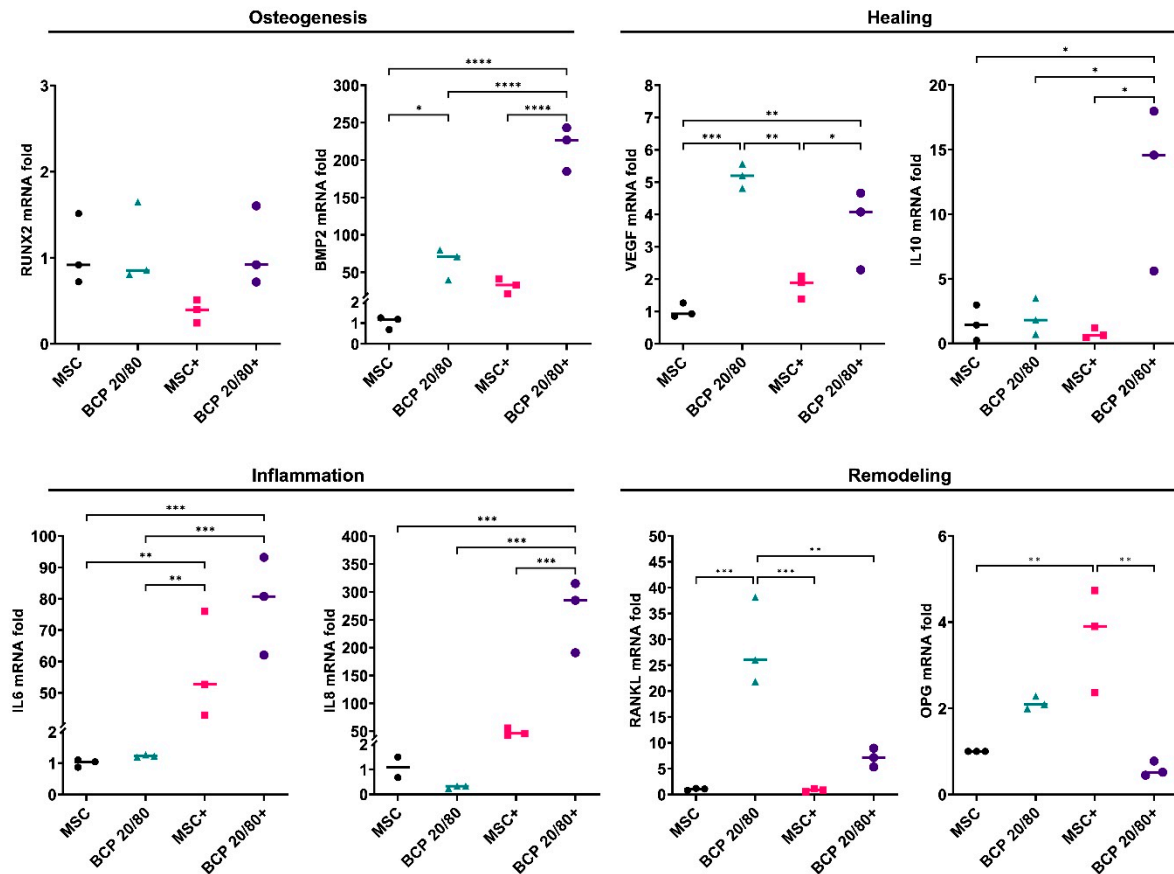 Osteogenesis
Healing
RUNX2 mRNA fold
3
2
1
0
MSC
BCP 20/80
MSC+
BCP 20/80+
BMP2 mRNA fold
300
250
200
150
100
50
2
1
0
****
****
* ****
MSC
BCP 20/80
MSC+
BCP 20/80+
VEGF mRNA fold
8
7
6
5
4
3
2
1
0
**
*** ** *
MSC
BCP 20/80
MSC+
BCP 20/80+
IL10 mRNA fold
20
15
10
5
0
*
*
*
MSC
BCP 20/80
MSC+
BCP 20/80+
Inflammation
Remodeling
IL6 mRNA fold
100
90
80
70
60
50
2
1
0
***
***
**
**
MSC
BCP 20/80
MSC+
BCP 20/80+
IL8 mRNA fold
400
350
300
250
200
150
100
50
2
1
0
***
***
***
MSC
BCP 20/80
MSC+
BCP 20/80+
RANKL mRNA fold
50
45
40
35
30
25
20
15
10
5
0
**
*** ***
MSC
BCP 20/80
MSC+
BCP 20/80+
OPG mRNA fold
6
4
2
0
** **
MSC
BCP 20/80
MSC+
BCP 20/80+